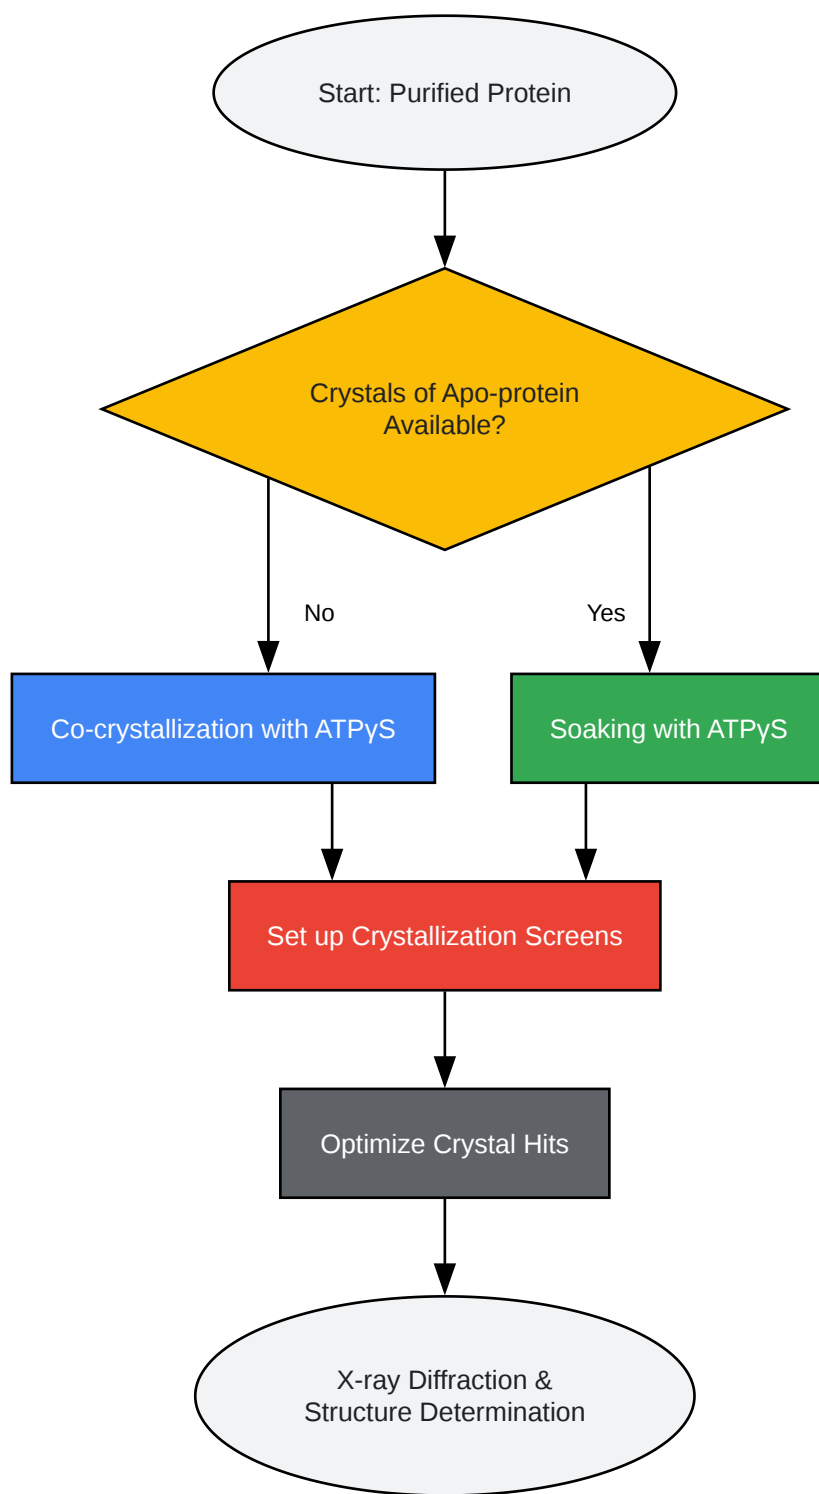 Start: Purified Protein
Crystals of Apo-protein
Available?
No
Yes
Co-crystallization with ATPγS
Soaking with ATPγS
Set up Crystallization Screens
Optimize Crystal Hits
X-ray Diffraction &
Structure Determination